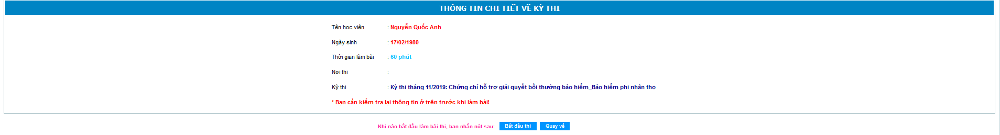 THÔNG TIN CHI TIẾT VỀ KỲ THI
Tên học viên : Nguyễn Quốc Anh
Ngày sinh : 17/02/1980
Thời gian làm bài : 60 phút
Nơi thi :
Kỳ thi : Kỳ thi tháng 11/2019: Chứng chỉ hỗ trợ giải quyết bồi thường bảo hiểm_Bảo hiểm phi nhân thọ
* Bạn cần kiểm tra lại thông tin ở trên trước khi làm bài!
Khi nào bắt đầu làm bài thi, bạn nhấn nút sau: Bắt đầu thi Quay về